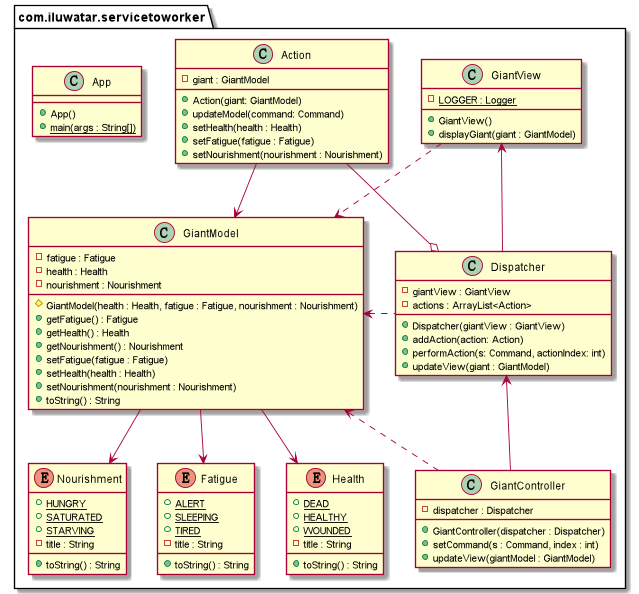 com.iluwatar.servicetoworker
C App
App()
main(args : String[])
C Action
giant : GiantModel
Action(giant: GiantModel)
updateModel(command: Command)
setHealth(health : Health)
setFatigue(fatigue : Fatigue)
setNourishment(nourishment : Nourishment)
C GiantView
LOGGER : Logger
GiantView()
displayGiant(giant : GiantModel)
C GiantModel
fatigue : Fatigue
health : Health
nourishment : Nourishment
GiantModel(health : Health, fatigue : Fatigue, nourishment : Nourishment)
getFatigue() : Fatigue
getHealth() : Health
getNourishment() : Nourishment
setFatigue(fatigue : Fatigue)
setHealth(health : Health)
setNourishment(nourishment : Nourishment)
toString() : String
C Dispatcher
giantView : GiantView
actions : ArrayList<Action>
Dispatcher(giantView : GiantView)
addAction(action: Action)
performAction(s: Command, actionIndex: int)
updateView(giant : GiantModel)
E Nourishment
HUNGRY
SATURATED
STARVING
title : String
toString() : String
E Fatigue
ALERT
SLEEPING
TIRED
title : String
toString() : String
E Health
DEAD
HEALTHY
WOUNDED
title : String
toString() : String
C GiantController
dispatcher : Dispatcher
GiantController(dispatcher : Dispatcher)
setCommand(s : Command, index : int)
updateView(giantModel : GiantModel)